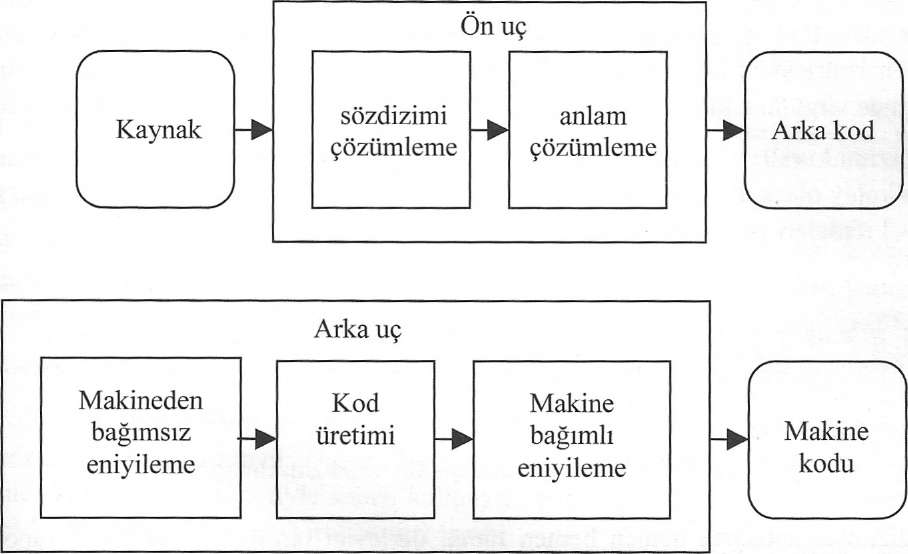 Ön uç
Kaynak
sözdizimi
çözümleme
anlam
çözümleme
Arka kod
Arka uç
Makineden
bağımsız
eniyileme
Kod
üretimi
Makine
bağımlı
eniyileme
Makine
kodu